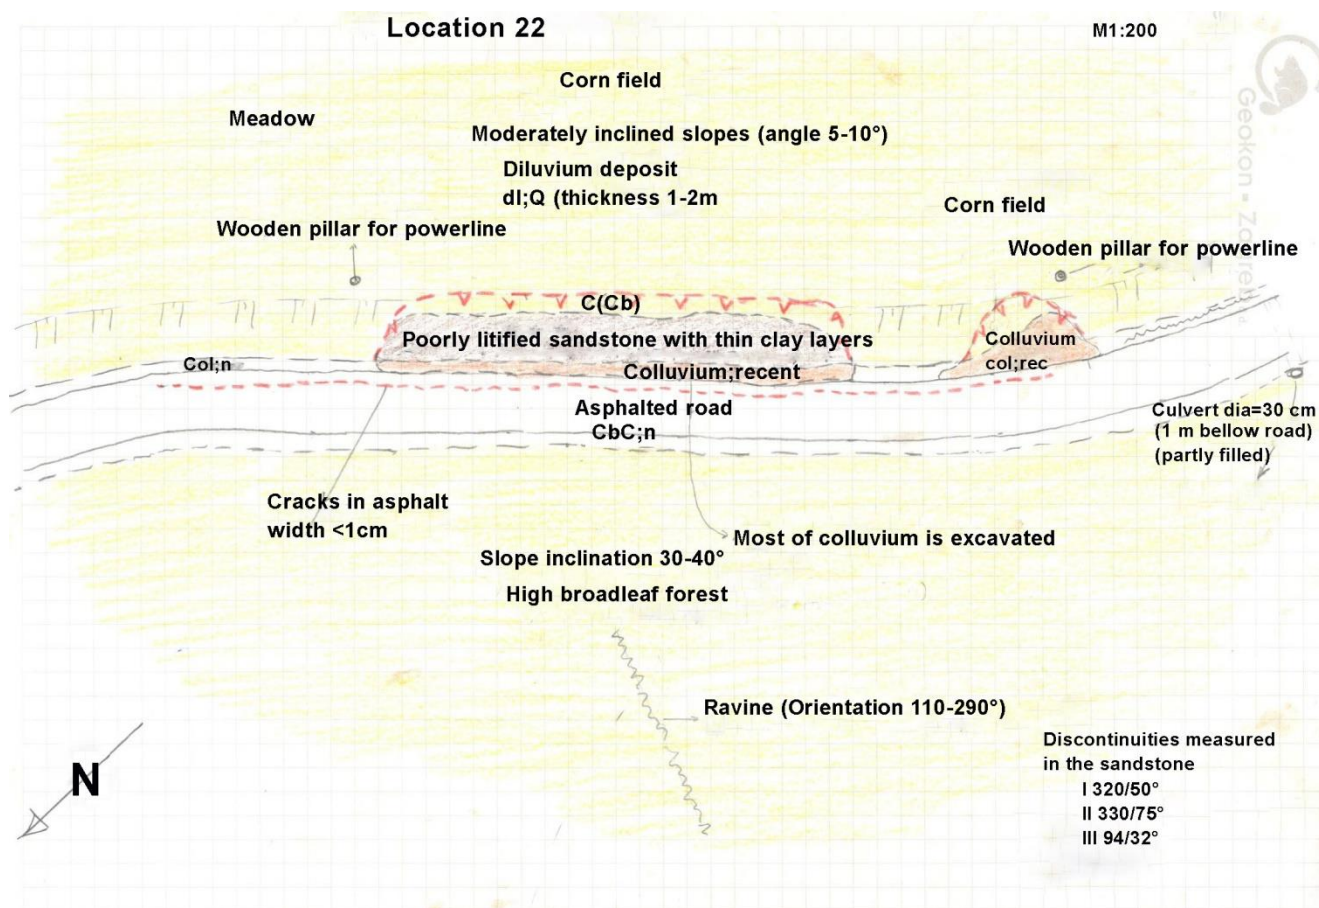 Location 22
M1:200
Corn field
Meadow
Moderately inclined slopes (angle 5-10°)
Diluvium deposit
dl;Q (thickness 1-2m
Corn field
Wooden pillar for powerline
Wooden pillar for powerline
C(Cb)
Poorly litified sandstone with thin clay layers
Colluvium
col;rec
Col;n
Colluvium;recent
Asphalted road
CbC;n
Culvert dia=30 cm
(1 m bellow road)
(partly filled)
Cracks in asphalt
width <1cm
Most of colluvium is excavated
Slope inclination 30-40°
High broadleaf forest
Ravine (Orientation 110-290°)
N
Discontinuities measured
in the sandstone
I 320/50°
II 330/75°
III 94/32°